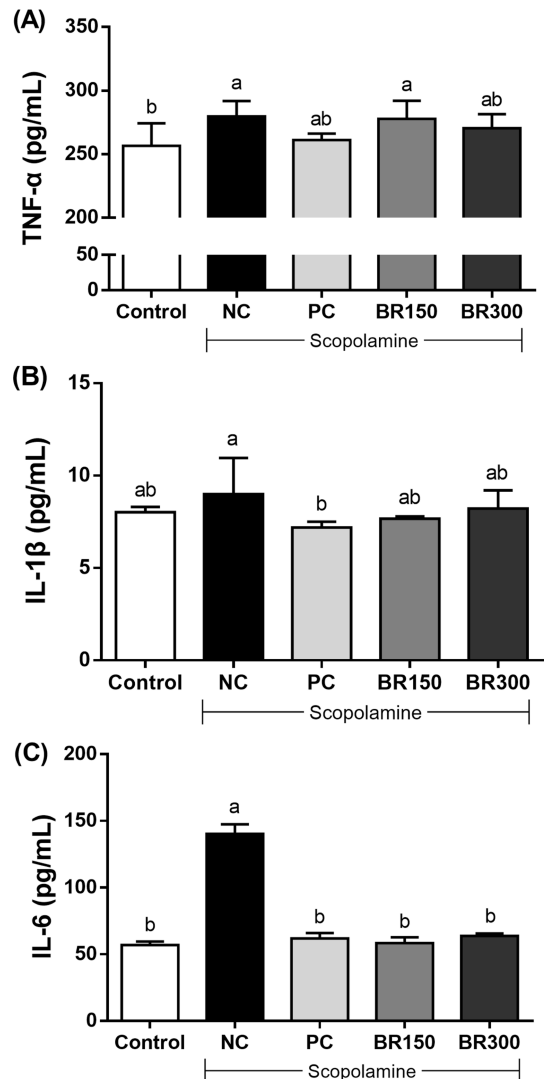 (A)
TNF-α (pg/mL)
350
300
250
200
50
0
b a ab a ab
Control NC PC BR150 BR300
Scopolamine
(B)
IL-1β (pg/mL)
15
10
5
0
ab a b ab ab
Control NC PC BR150 BR300
Scopolamine
(C)
IL-6 (pg/mL)
200
150
100
50
0
b a b b b
Control NC PC BR150 BR300
Scopolamine